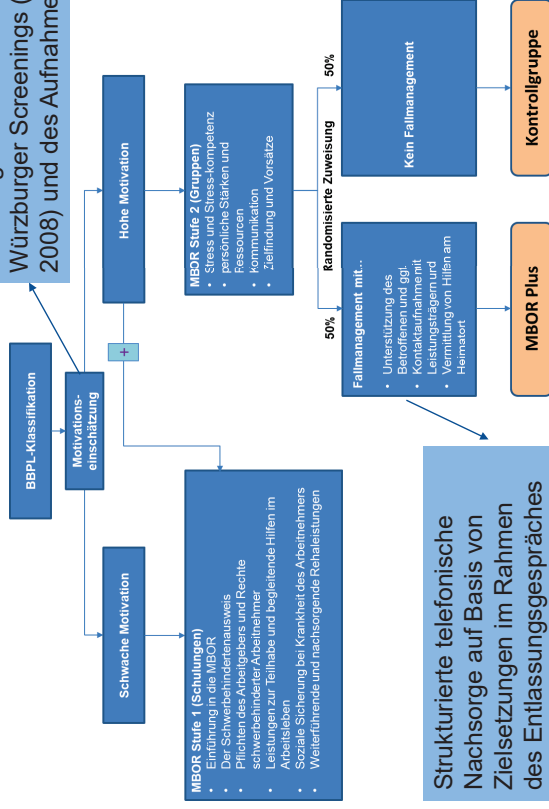 Würzburger Screenings (
2008) und des Aufnahme
BBPL-Klassifikation
Motivations-
einschätzung
Schwache Motivation
Hohe Motivation
+
MBOR Stufe 1 (Schulungen)
• Einführung in die MBOR
• Der Schwerbehindertenausweis
• Pflichten des Arbeitgebers und Rechte
schwerbehinderter Arbeitnehmer
• Leistungen zur Teilhabe und begleitende Hilfen im
Arbeitsleben
• Soziale Sicherung bei Krankheit des Arbeitnehmers
• Weiterführende und nachsorgende Rehaleistungen
MBOR Stufe 2 (Gruppen)
• Stress und Stress-kompetenz
• persönliche Stärken und
Ressourcen
• Kommunikation
• Zielfindung und Vorsätze
50%
Randomisierte Zuweisung
50%
Fallmanagement mit...
• Unterstützung des
Betroffenen und ggf.
• Kontaktaufnahme mit
Leistungsträgern und
• Vermittlung von Hilfen am
Heimatort
Kein Fallmanagement
MBOR Plus
Kontrollgruppe
Strukturierte telefonische
Nachsorge auf Basis von
Zielsetzungen im Rahmen
des Entlassungsgespräches